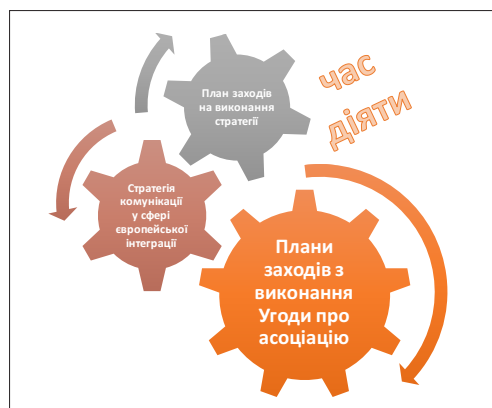 План заходів
на виконання
стратегії
час
діяти
Стратегія
комунікації
у сфері
європейської
інтеграції
Плани
заходів з
виконання
Угоди про
асоціацію